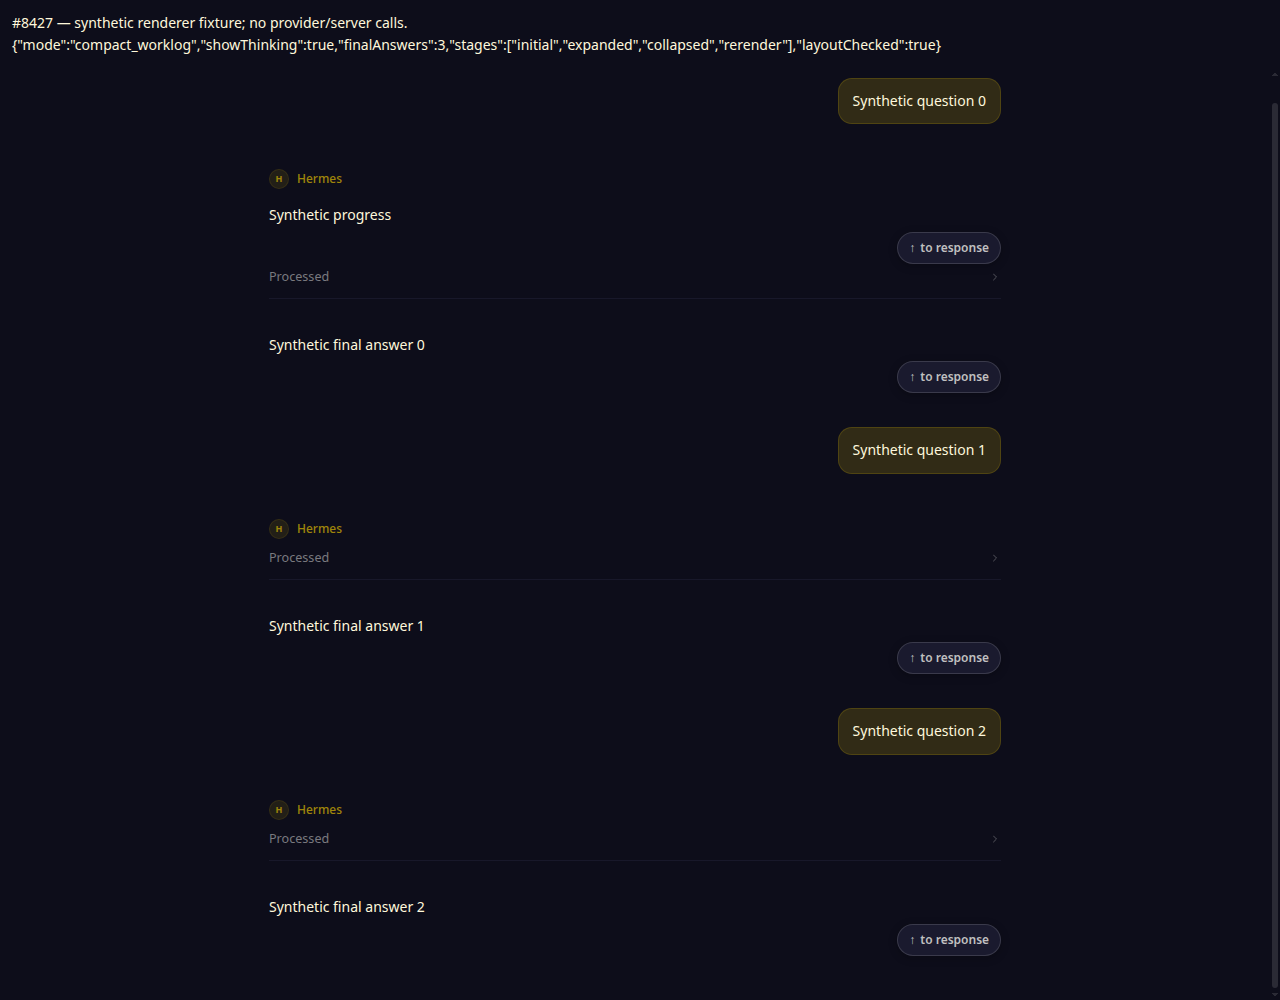 #8427 — synthetic renderer fixture; no provider/server calls.
{"mode":"compact_worklog","showThinking":true,"finalAnswers":3,"stages":["initial","expanded","collapsed","rerender"],"layoutChecked":true}
Synthetic question 0
H Hermes
Synthetic progress
↑ to response
Processed
Synthetic final answer 0
↑ to response
Synthetic question 1
H Hermes
Processed
Synthetic final answer 1
↑ to response
Synthetic question 2
H Hermes
Processed
Synthetic final answer 2
↑ to response